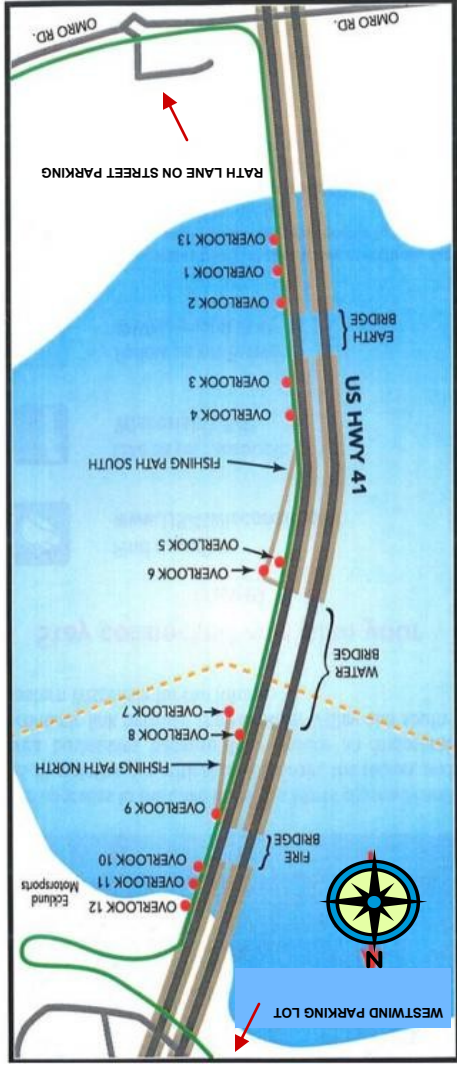 WESTWIND PARKING LOT
N
OVERLOOK 12
Ecklund
Motorsports
OVERLOOK 11
OVERLOOK 10
FIRE
BRIDGE
OVERLOOK 9
FISHING PATH NORTH
OVERLOOK 8
OVERLOOK 7
WATER
BRIDGE
OVERLOOK 6
OVERLOOK 5
FISHING PATH SOUTH
US HWY 41
OVERLOOK 4
OVERLOOK 3
EARTH
BRIDGE
OVERLOOK 2
OVERLOOK 1
OVERLOOK 13
RATH LANE ON STREET PARKING
OMRO RD.
OMRO RD.